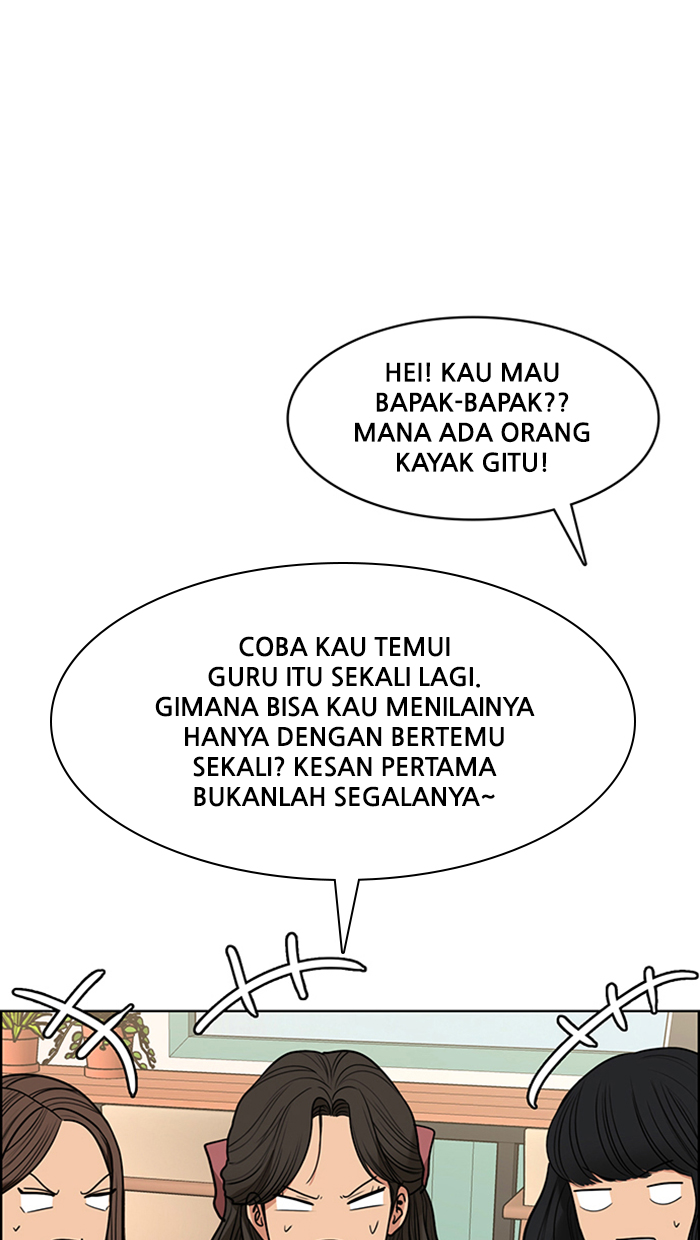 HEI! KAU MAU
BAPAK-BAPAK??
MANA ADA ORANG
KAYAK GITU!
COBA KAU TEMUI
GURU ITU SEKALI LAGI.
GIMANA BISA KAU MENILAINYA
HANYA DENGAN BERTEMU
SEKALI? KESAN PERTAMA
BUKANLAH SEGALANYA~